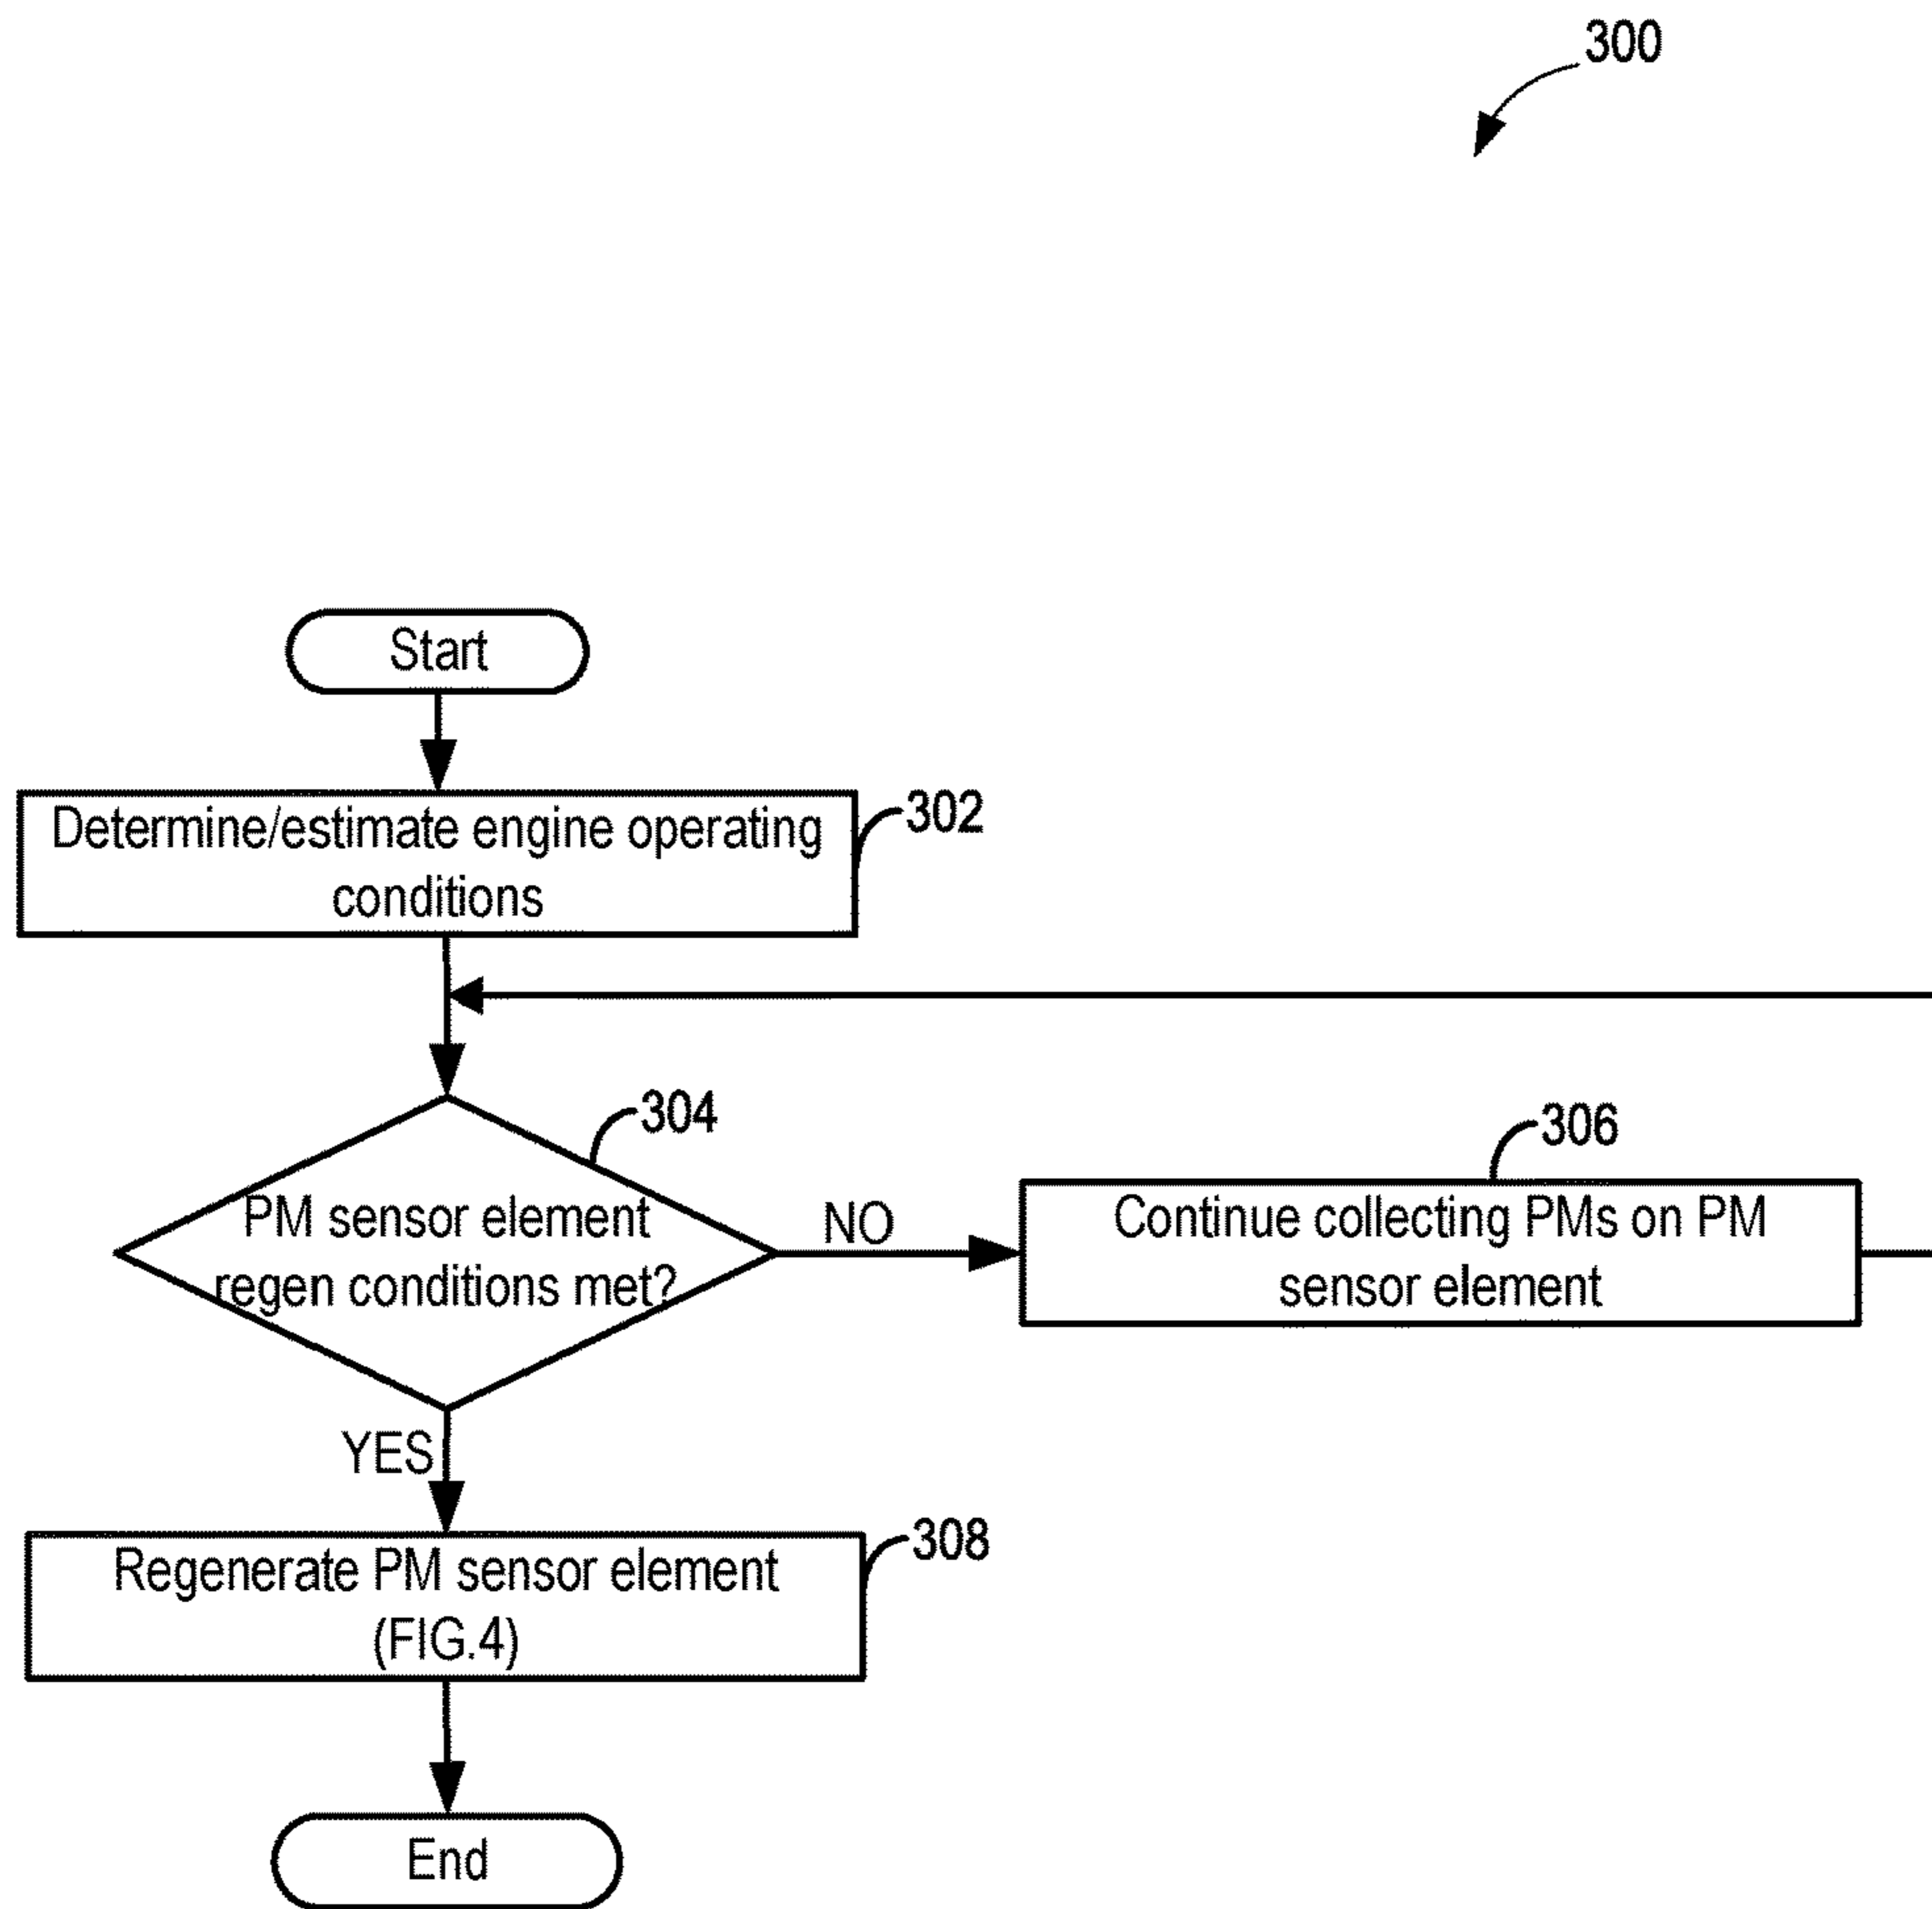 300
Start
Determine/estimate engine operating
conditions
302
304
PM sensor element
regen conditions met?
NO
306
Continue collecting PMs on PM
sensor element
YES
Regenerate PM sensor element
(FIG.4)
308
End